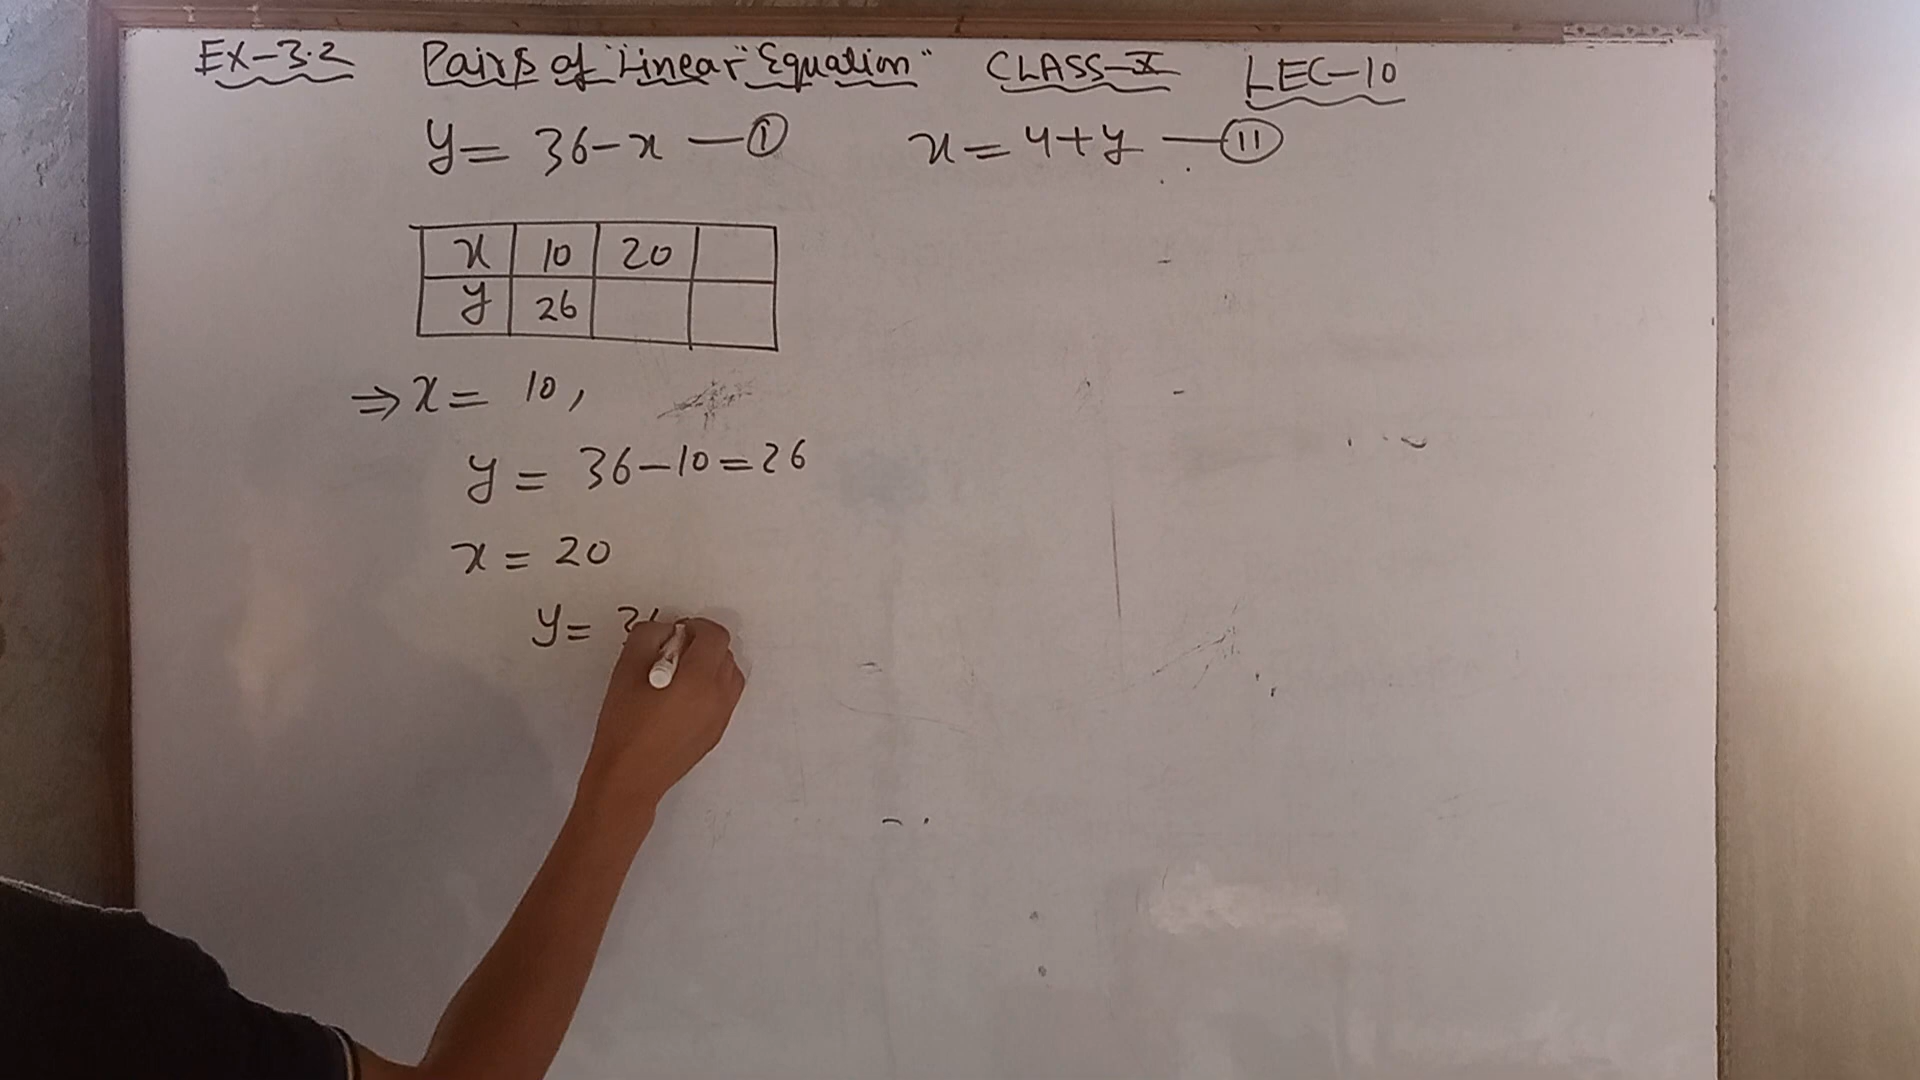 Ex-3.2 Pairs of "Linear" Equation" CLASS-X LEC-10
y = 36-x —① x = 4+y —⑪
x 10 20
y 26
⇒ x = 10,
y = 36-10=26
x = 20
y =